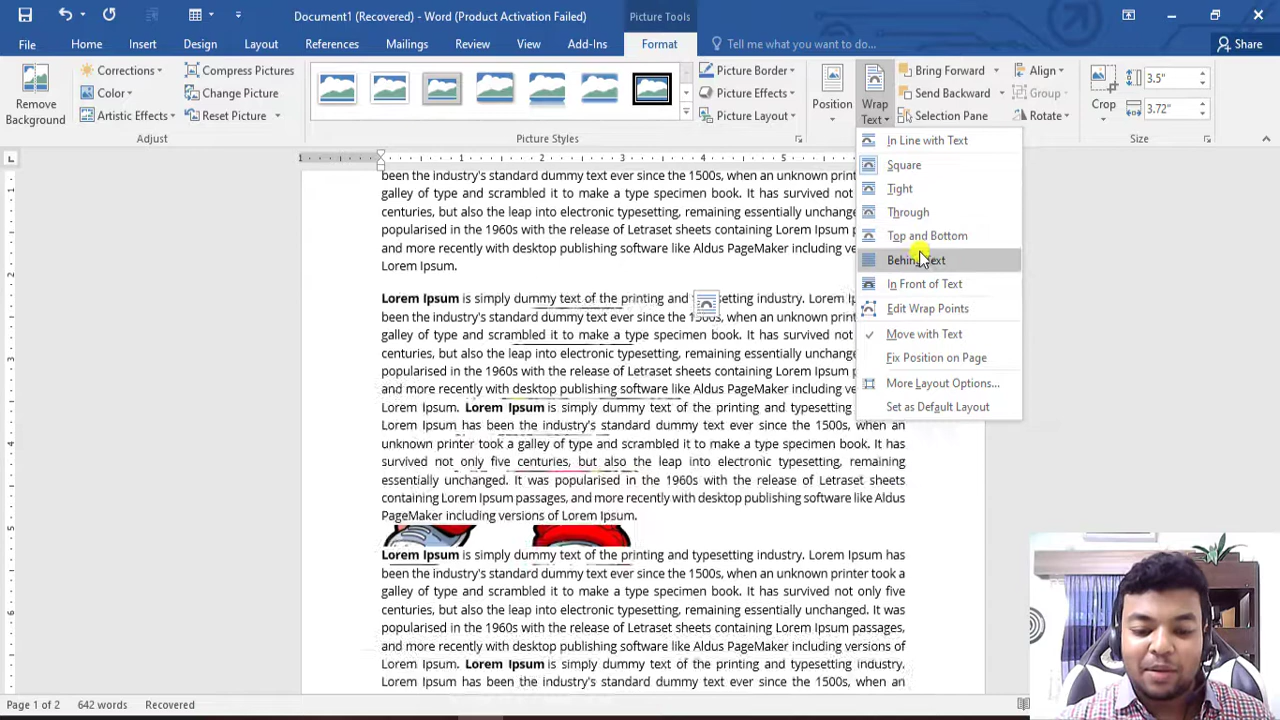 Document1 (Recovered) - Word (Product Activation Failed)
Picture Tools
File
Home
Insert
Design
Layout
References
Mailings
Review
View
Add-Ins
Format
Tell me what you want to do...
Share
Remove
Background
Corrections
Color
Artistic Effects
Compress Pictures
Change Picture
Reset Picture
Adjust
Picture Styles
Picture Border
Picture Effects
Picture Layout
Position
Wrap
Text
Bring Forward
Send Backward
Selection Pane
Align
Group
Rotate
Crop
3.5"
3.72"
Size
In Line with Text
Square
Tight
Through
Top and Bottom
Behind Text
In Front of Text
Edit Wrap Points
Move with Text
Fix Position on Page
More Layout Options...
Set as Default Layout
1 1 2 3 4 5
1
2
3
4
5
6
been the industry's standard dummy text ever since the 1500s, when an unknown printer
galley of type and scrambled it to make a type specimen book. It has survived not
centuries, but also the leap into electronic typesetting, remaining essentially unchanged
popularised in the 1960s with the release of Letraset sheets containing Lorem Ipsum
and more recently with desktop publishing software like Aldus PageMaker including
Lorem Ipsum.
Lorem Ipsum is simply dummy text of the printing and typesetting industry. Lorem
been the industry's standard dummy text ever since the 1500s, when an unknown printer
galley of type and scrambled it to make a type specimen book. It has survived not
centuries, but also the leap into electronic typesetting, remaining essentially unchanged
popularised in the 1960s with the release of Letraset sheets containing Lorem Ipsum
and more recently with desktop publishing software like Aldus PageMaker including
Lorem Ipsum. Lorem Ipsum is simply dummy text of the printing and typesetting
Lorem Ipsum has been the industry's standard dummy text ever since the 1500s, when an
unknown printer took a galley of type and scrambled it to make a type specimen book. It has
survived not only five centuries, but also the leap into electronic typesetting, remaining
essentially unchanged. It was popularised in the 1960s with the release of Letraset sheets
containing Lorem Ipsum passages, and more recently with desktop publishing software like Aldus
PageMaker including versions of Lorem Ipsum.
Lorem Ipsum is simply dummy text of the printing and typesetting industry. Lorem Ipsum has
been the industry's standard dummy text ever since the 1500s, when an unknown printer took a
galley of type and scrambled it to make a type specimen book. It has survived not only five
centuries, but also the leap into electronic typesetting, remaining essentially unchanged. It was
popularised in the 1960s with the release of Letraset sheets containing Lorem Ipsum passages,
and more recently with desktop publishing software like Aldus PageMaker including versions of
Lorem Ipsum. Lorem Ipsum is simply dummy text of the printing and typesetting industry.
Lorem Ipsum has been the industry's standard dummy text ever since the 1500s, when an
Page 1 of 2
642 words
Recovered